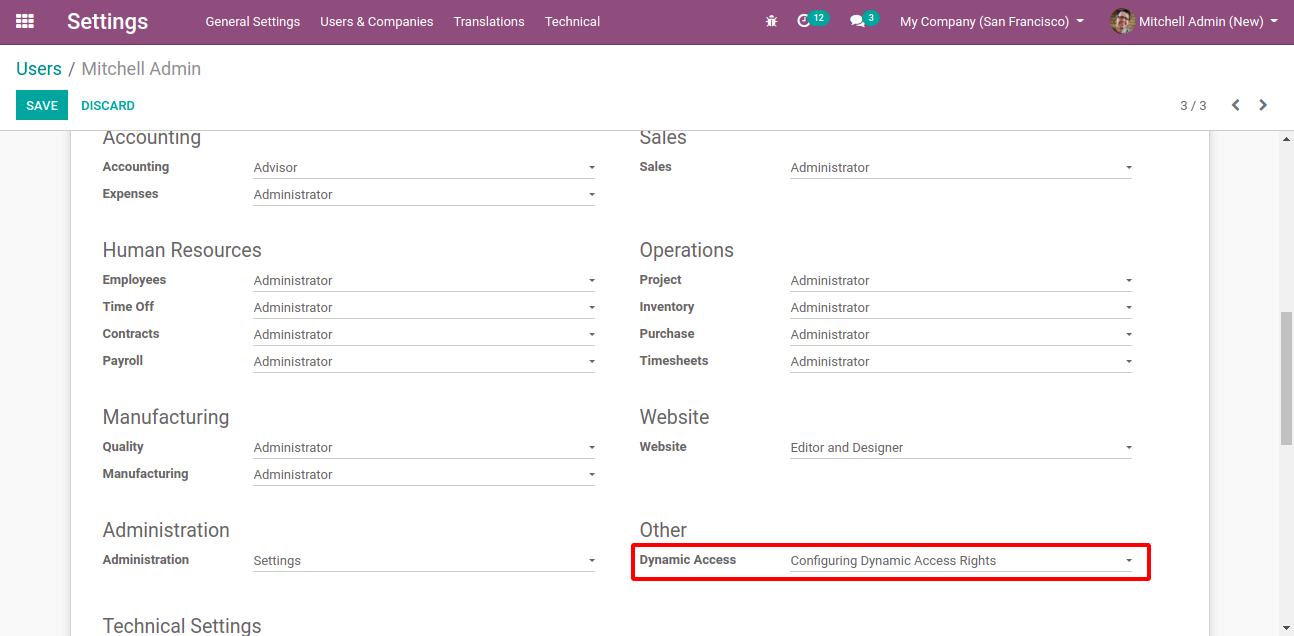 Settings General Settings Users & Companies Translations Technical 12 3 My Company (San Francisco) Mitchell Admin (New)
Users / Mitchell Admin
SAVE DISCARD 3 / 3
Accounting Sales
Accounting Advisor Sales Administrator
Expenses Administrator
Human Resources Operations
Employees Administrator Project Administrator
Time Off Administrator Inventory Administrator
Contracts Administrator Purchase Administrator
Payroll Administrator Timesheets Administrator
Manufacturing Website
Quality Administrator Website Editor and Designer
Manufacturing Administrator
Administration Other
Administration Settings Dynamic Access Configuring Dynamic Access Rights
Technical Settings